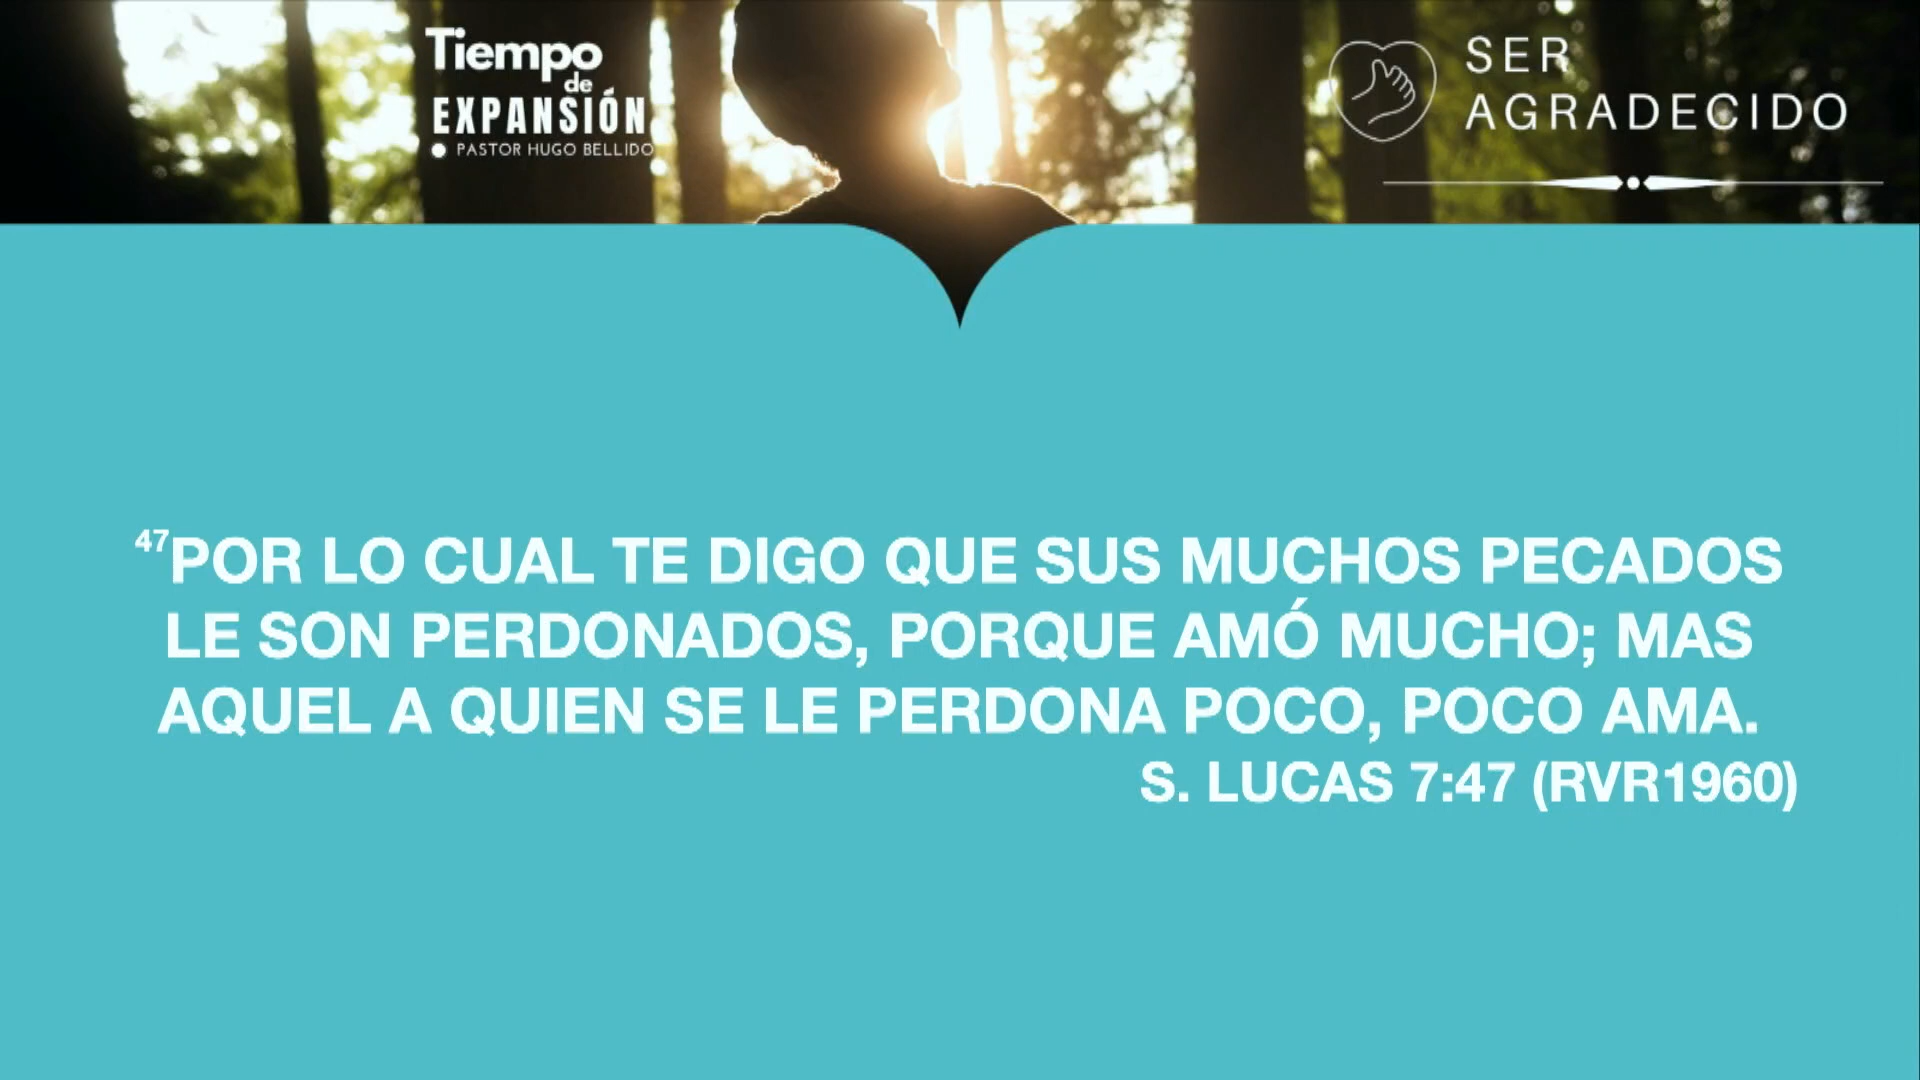 Tiempo
de
EXPANSIÓN
PASTOR HUGO BELLIDO
SER
AGRADECIDO
47POR LO CUAL TE DIGO QUE SUS MUCHOS PECADOS
LE SON PERDONADOS, PORQUE AMÓ MUCHO; MAS
AQUEL A QUIEN SE LE PERDONA POCO, POCO AMA.
S. LUCAS 7:47 (RVR1960)